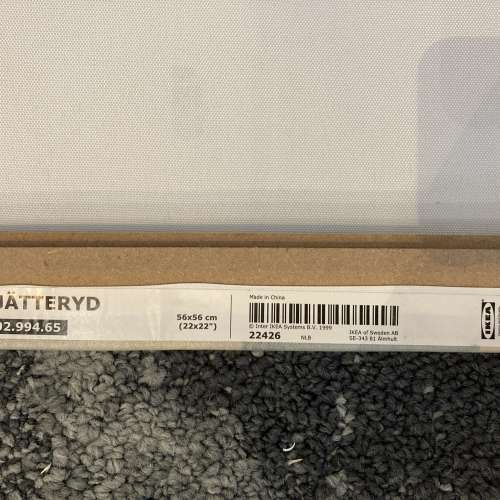 JÄTTERYD
02.994.65
56x56 cm
(22x22")
Made in China
© Inter IKEA Systems B.V. 1999
22426 NLB
IKEA of Sweden AB
SE-343 81 Älmhult
IKEA